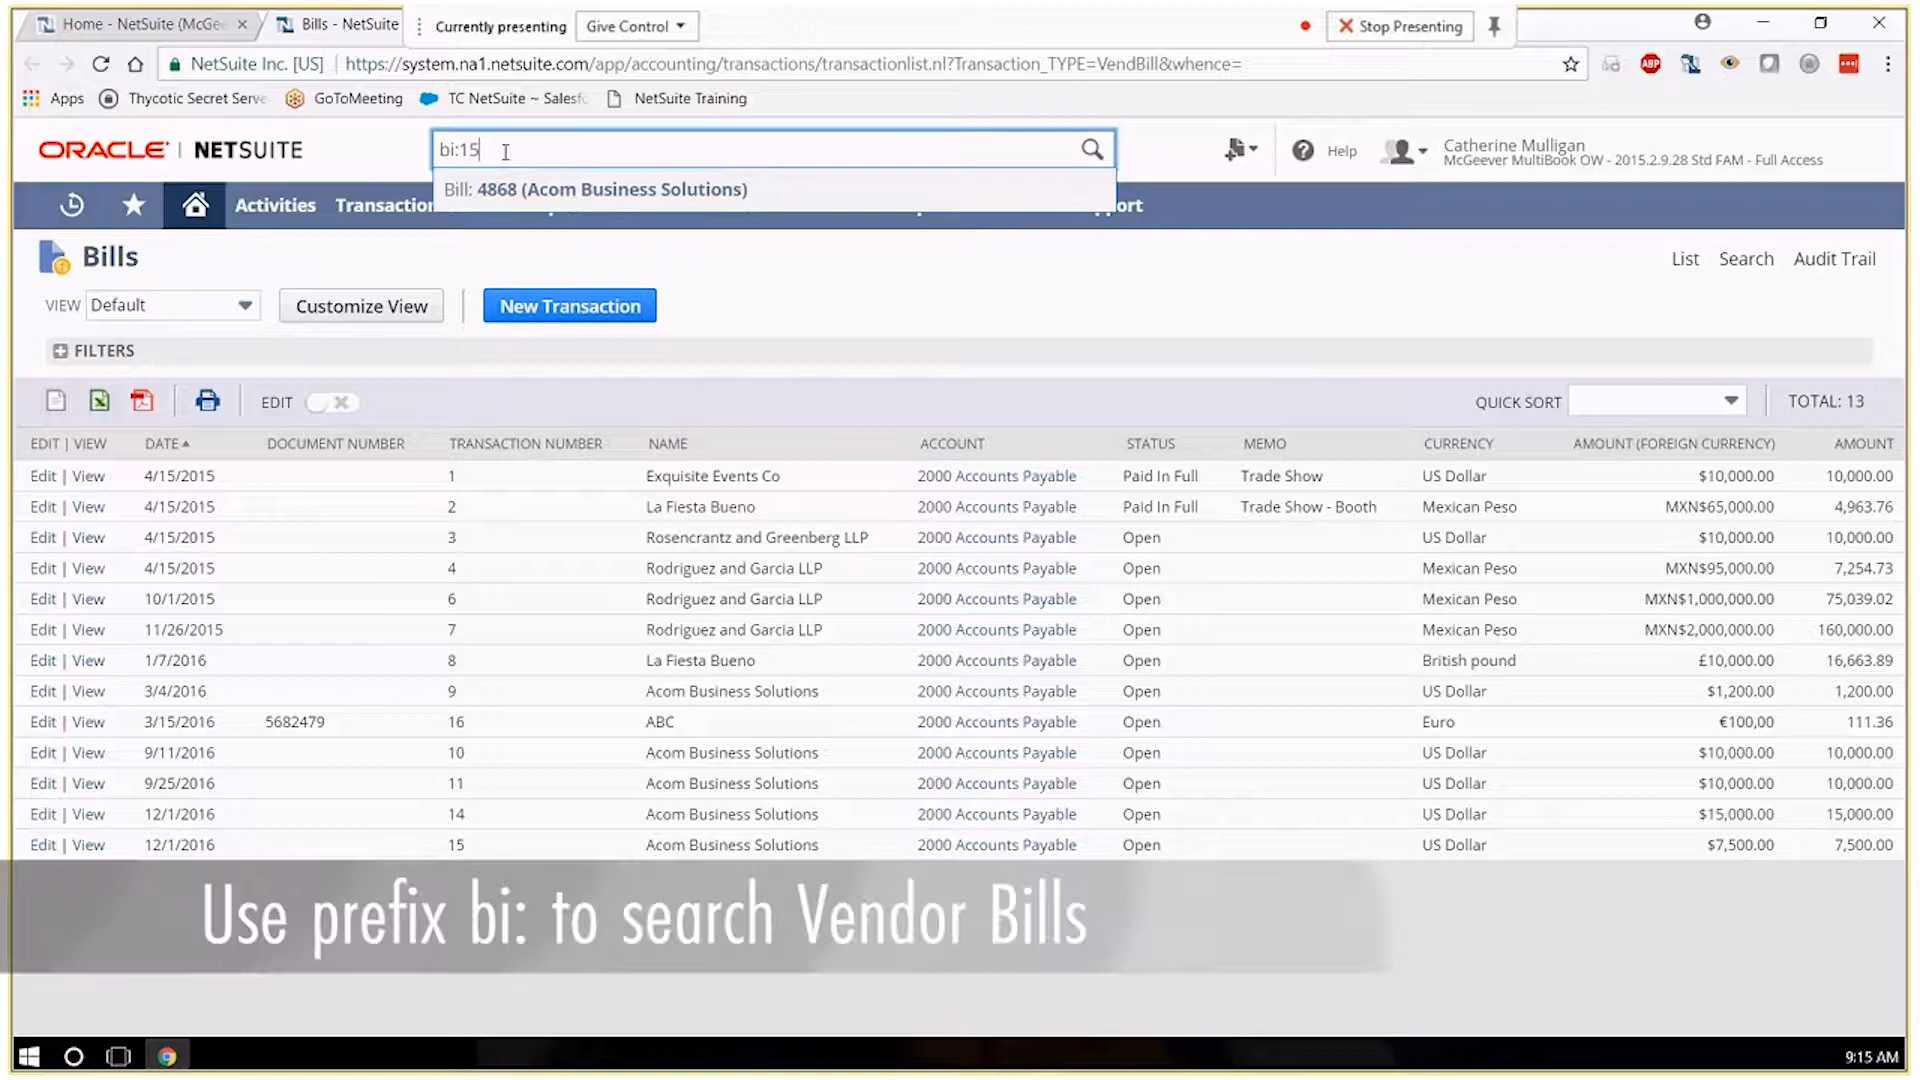 Home - NetSuite (McGe
Bills - NetSuite
Currently presenting
Give Control
Stop Presenting
NetSuite Inc. [US]
https://system.na1.netsuite.com/app/accounting/transactions/transactionlist.nl?Transaction_TYPE=VendBill&whence=
ABP
Apps
Thycotic Secret Serve
GoToMeeting
TC NetSuite ~ Salesf
NetSuite Training
ORACLE | NETSUITE
bi:15
Help
Catherine Mulligan
McGeever MultiBook OW - 2015.2.9.28 Std FAM - Full Access
Bill: 4868 (Acom Business Solutions)
Activities
Transaction
ort
Bills
List
Search
Audit Trail
VIEW
Default
Customize View
New Transaction
FILTERS
EDIT
QUICK SORT
TOTAL: 13
EDIT | VIEW DATE DOCUMENT NUMBER TRANSACTION NUMBER NAME ACCOUNT STATUS MEMO CURRENCY AMOUNT (FOREIGN CURRENCY) AMOUNT
Edit | View 4/15/2015 1 Exquisite Events Co 2000 Accounts Payable Paid In Full Trade Show US Dollar $10,000.00 10,000.00
Edit | View 4/15/2015 2 La Fiesta Bueno 2000 Accounts Payable Paid In Full Trade Show - Booth Mexican Peso MXN$65,000.00 4,963.76
Edit | View 4/15/2015 3 Rosencrantz and Greenberg LLP 2000 Accounts Payable Open US Dollar $10,000.00 10,000.00
Edit | View 4/15/2015 4 Rodriguez and Garcia LLP 2000 Accounts Payable Open Mexican Peso MXN$95,000.00 7,254.73
Edit | View 10/1/2015 6 Rodriguez and Garcia LLP 2000 Accounts Payable Open Mexican Peso MXN$1,000,000.00 75,039.02
Edit | View 11/26/2015 7 Rodriguez and Garcia LLP 2000 Accounts Payable Open Mexican Peso MXN$2,000,000.00 160,000.00
Edit | View 1/7/2016 8 La Fiesta Bueno 2000 Accounts Payable Open British pound £10,000.00 16,663.89
Edit | View 3/4/2016 9 Acom Business Solutions 2000 Accounts Payable Open US Dollar $1,200.00 1,200.00
Edit | View 3/15/2016 5682479 16 ABC 2000 Accounts Payable Open Euro €100,00 111.36
Edit | View 9/11/2016 10 Acom Business Solutions 2000 Accounts Payable Open US Dollar $10,000.00 10,000.00
Edit | View 9/25/2016 11 Acom Business Solutions 2000 Accounts Payable Open US Dollar $10,000.00 10,000.00
Edit | View 12/1/2016 14 Acom Business Solutions 2000 Accounts Payable Open US Dollar $15,000.00 15,000.00
Edit | View 12/1/2016 15 Acom Business Solutions 2000 Accounts Payable Open US Dollar $7,500.00 7,500.00
Use prefix bi: to search Vendor Bills
9:15 AM